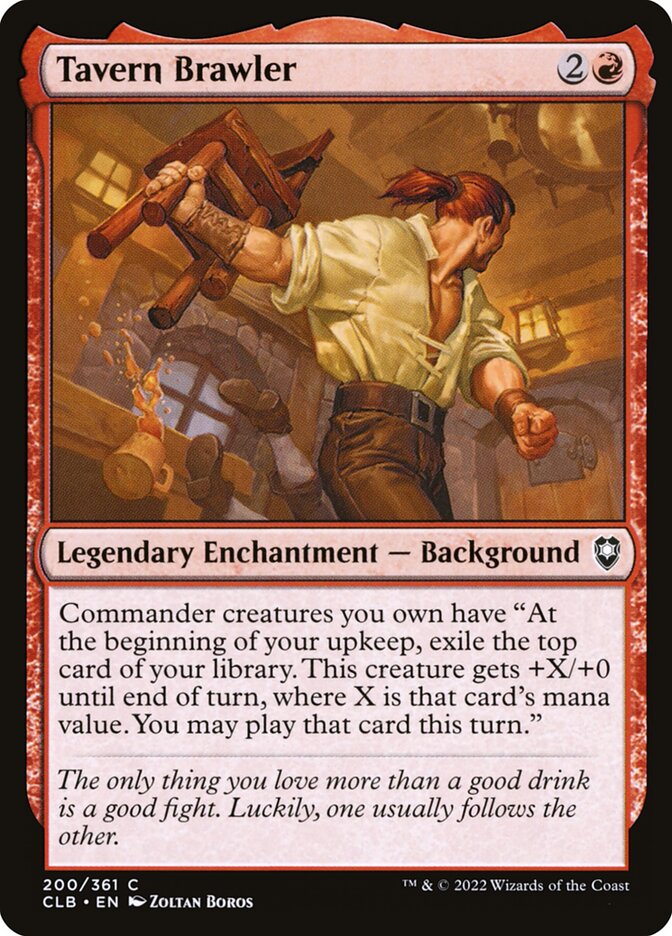 Tavern Brawler 2
Legendary Enchantment — Background
Commander creatures you own have “At
the beginning of your upkeep, exile the top
card of your library. This creature gets +X/+0
until end of turn, where X is that card’s mana
value. You may play that card this turn.”
The only thing you love more than a good drink
is a good fight. Luckily, one usually follows the
other.
200/361 C
™ & © 2022 Wizards of the Coast
CLB • EN Zoltan Boros